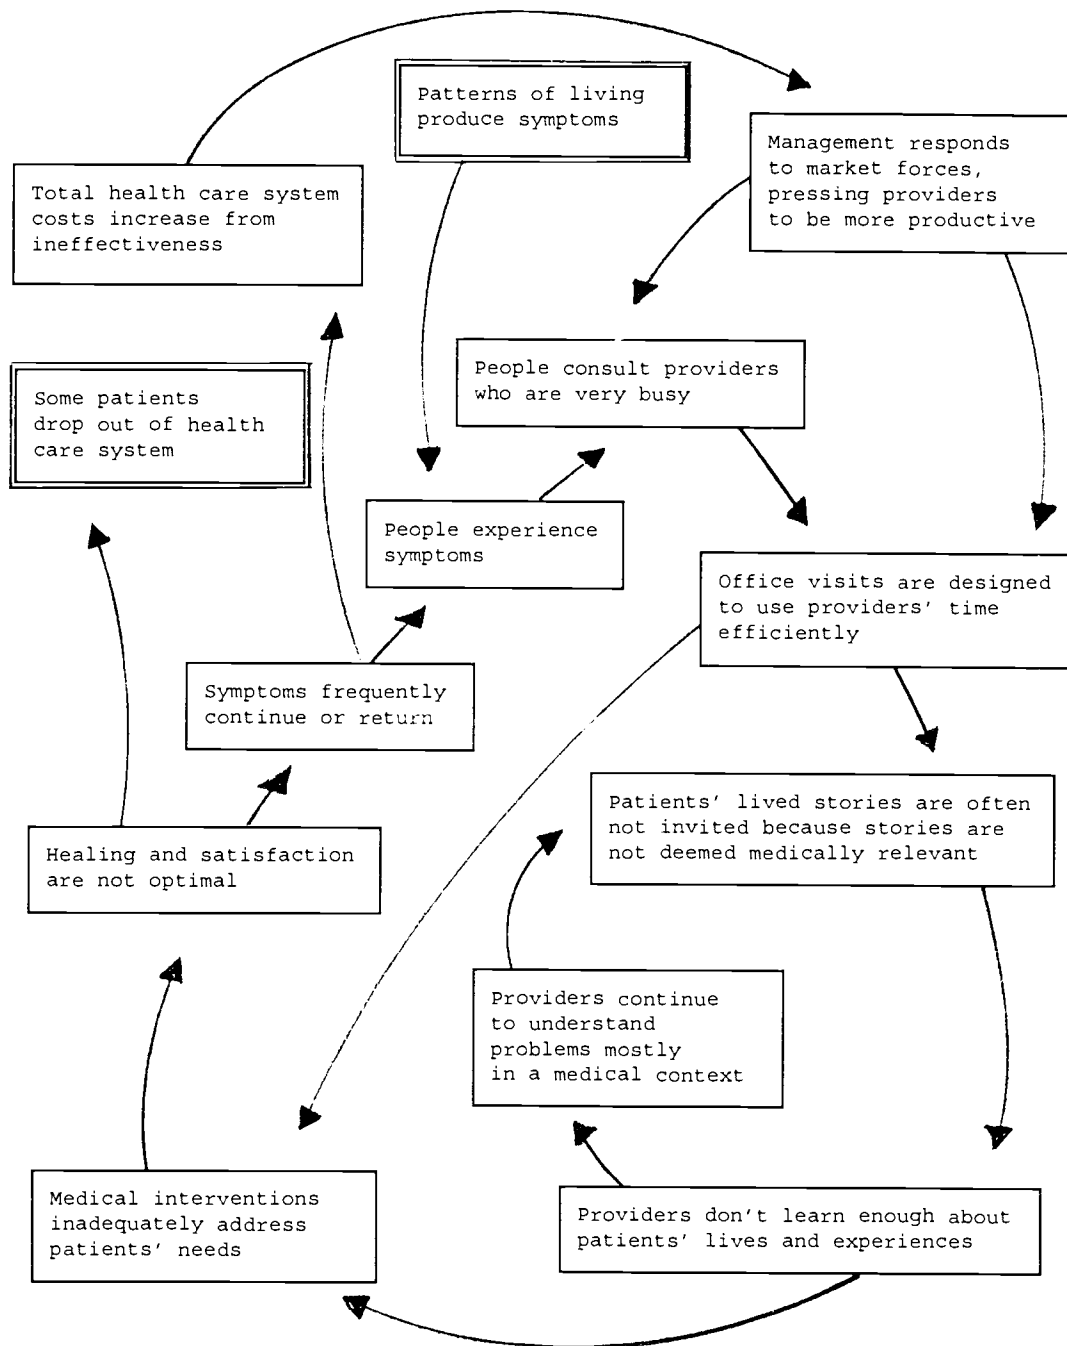 Patterns of living
produce symptoms
Management responds
to market forces,
pressing providers
to be more productive
Total health care system
costs increase from
ineffectiveness
People consult providers
who are very busy
Some patients
drop out of health
care system
People experience
symptoms
Office visits are designed
to use providers' time
efficiently
Symptoms frequently
continue or return
Patients' lived stories are often
not invited because stories are
not deemed medically relevant
Healing and satisfaction
are not optimal
Providers continue
to understand
problems mostly
in a medical context
Medical interventions
inadequately address
patients' needs
Providers don't learn enough about
patients' lives and experiences